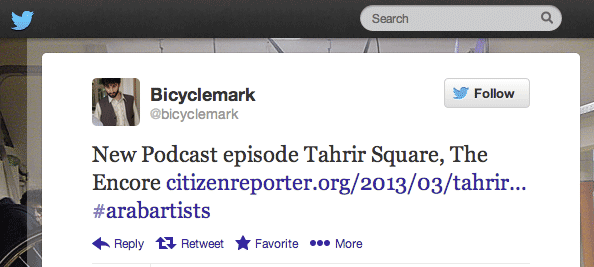 Search
Bicyclemark
@bicyclemark
Follow
New Podcast episode Tahrir Square, The
Encore citizenreporter.org/2013/03/tahrir...
#arabartists
Reply Retweet Favorite More